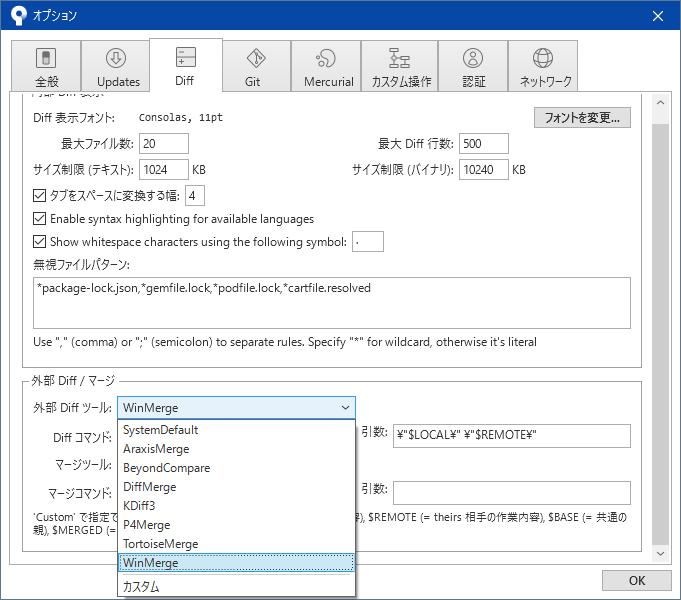 オプション
全般
Updates
Diff
Git
Mercurial
カスタム操作
認証
ネットワーク
Diff 表示フォント: Consolas, 11pt フォントを変更...
最大ファイル数: 20 最大 Diff 行数: 500
サイズ制限 (テキスト): 1024 KB サイズ制限 (バイナリ): 10240 KB
タブをスペースに変換する幅: 4
Enable syntax highlighting for available languages
Show whitespace characters using the following symbol: .
無視ファイルパターン:
*package-lock.json,*gemfile.lock,*podfile.lock,*cartfile.resolved
Use "," (comma) or ";" (semicolon) to separate rules. Specify "*" for wildcard, otherwise it's literal
外部 Diff / マージ
外部 Diff ツール: WinMerge
SystemDefault
AraxisMerge
BeyondCompare
DiffMerge
KDiff3
P4Merge
TortoiseMerge
WinMerge
カスタム
Diff コマンド: 引数: ¥"$LOCAL¥" ¥"$REMOTE¥"
マージツール:
マージコマンド: 引数:
'Custom' で指定で $REMOTE (= theirs 相手の作業内容), $BASE (= 共通の
親), $MERGED (=
OK